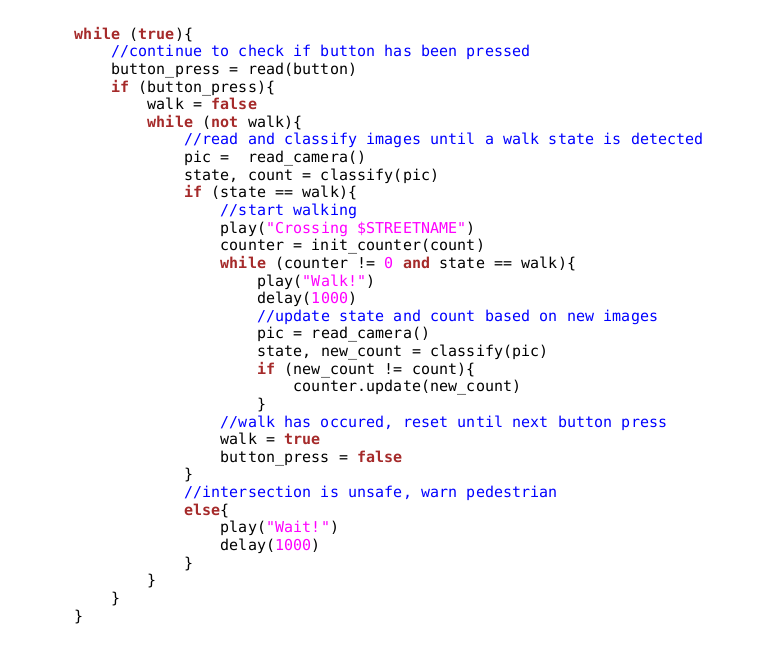 while (true){
//continue to check if button has been pressed
button_press = read(button)
if (button_press){
walk = false
while (not walk){
//read and classify images until a walk state is detected
pic =  read_camera()
state, count = classify(pic)
if (state == walk){
//start walking
play("Crossing $STREETNAME")
counter = init_counter(count)
while (counter != 0 and state == walk){
play("Walk!")
delay(1000)
//update state and count based on new images
pic = read_camera()
state, new_count = classify(pic)
if (new_count != count){
counter.update(new_count)
}
//walk has occured, reset until next button press
walk = true
button_press = false
}
//intersection is unsafe, warn pedestrian
else{
play("Wait!")
delay(1000)
}
}
}
}